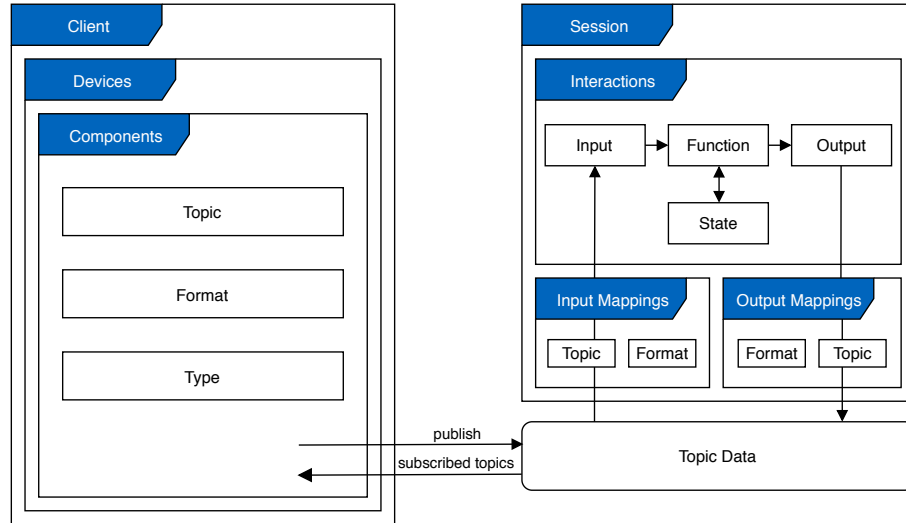 Client
Devices
Components
Topic
Format
Type
publish
subscribed topics
Session
Interactions
Input
Function
Output
State
Input Mappings
Topic
Format
Output Mappings
Format
Topic
Topic Data